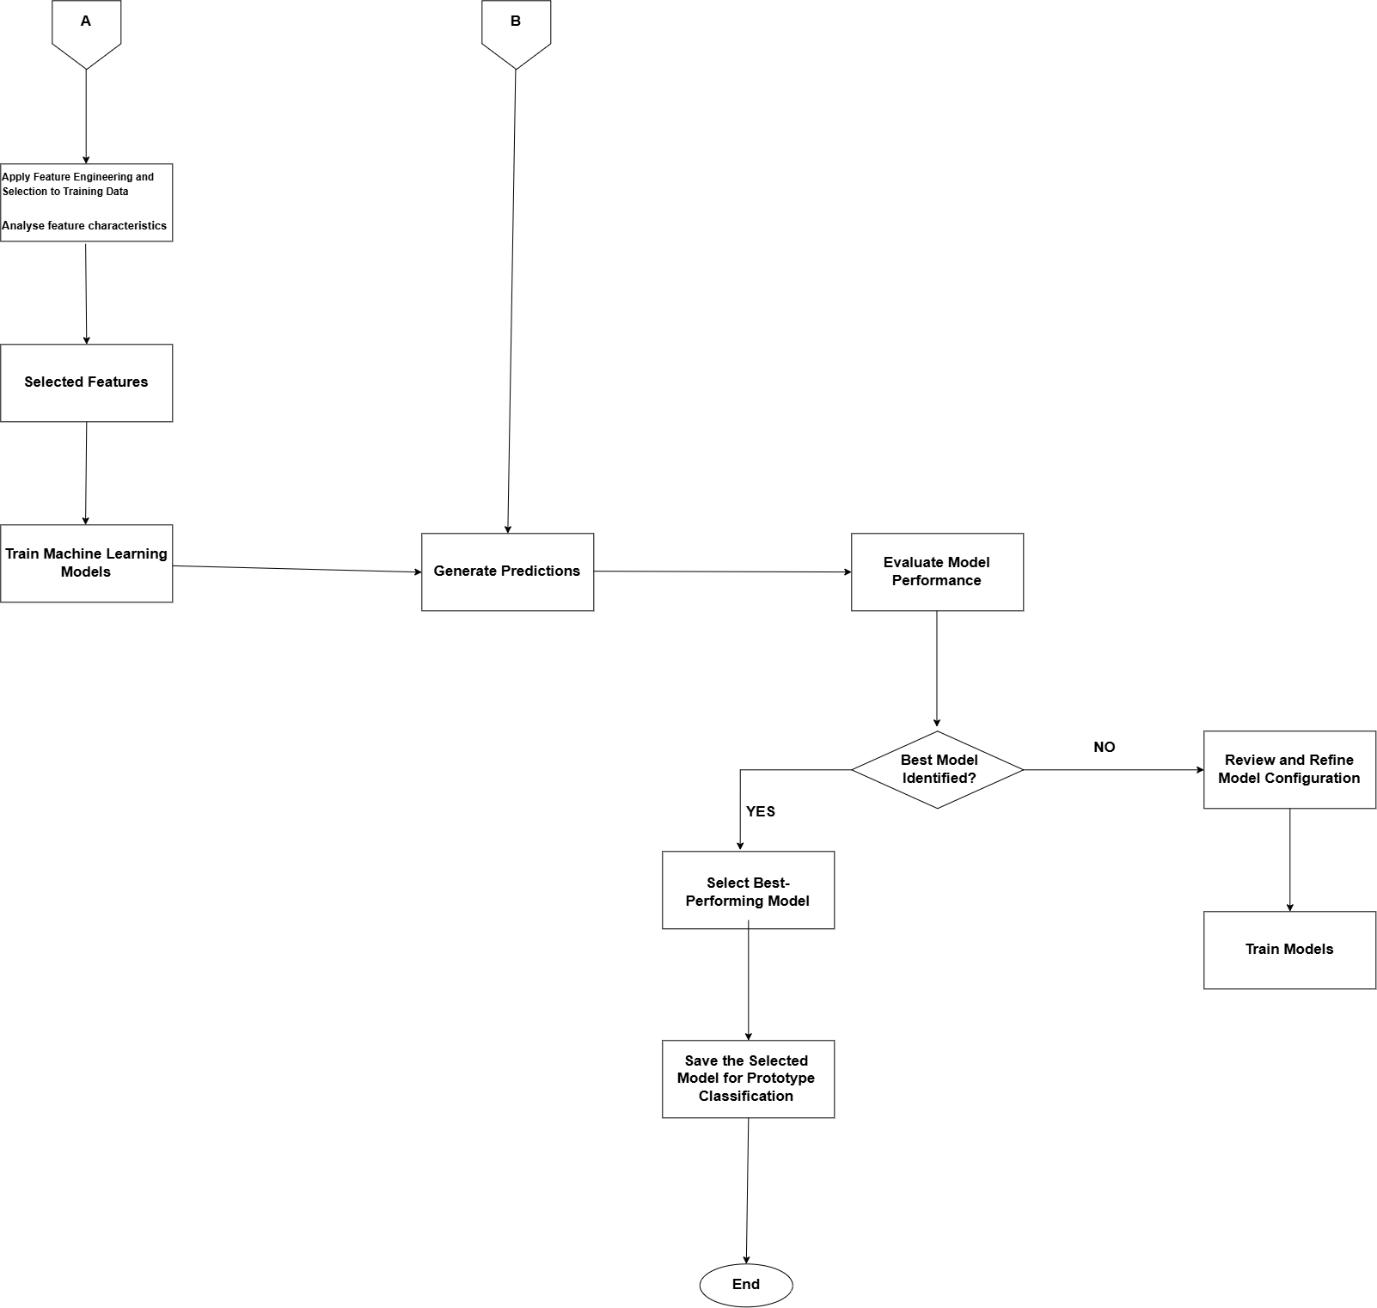 A
B
Apply Feature Engineering and
Selection to Training Data
Analyse feature characteristics
Selected Features
Train Machine Learning
Models
Generate Predictions
Evaluate Model
Performance
Best Model
Identified?
NO
Review and Refine
Model Configuration
YES
Select Best-
Performing Model
Train Models
Save the Selected
Model for Prototype
Classification
End